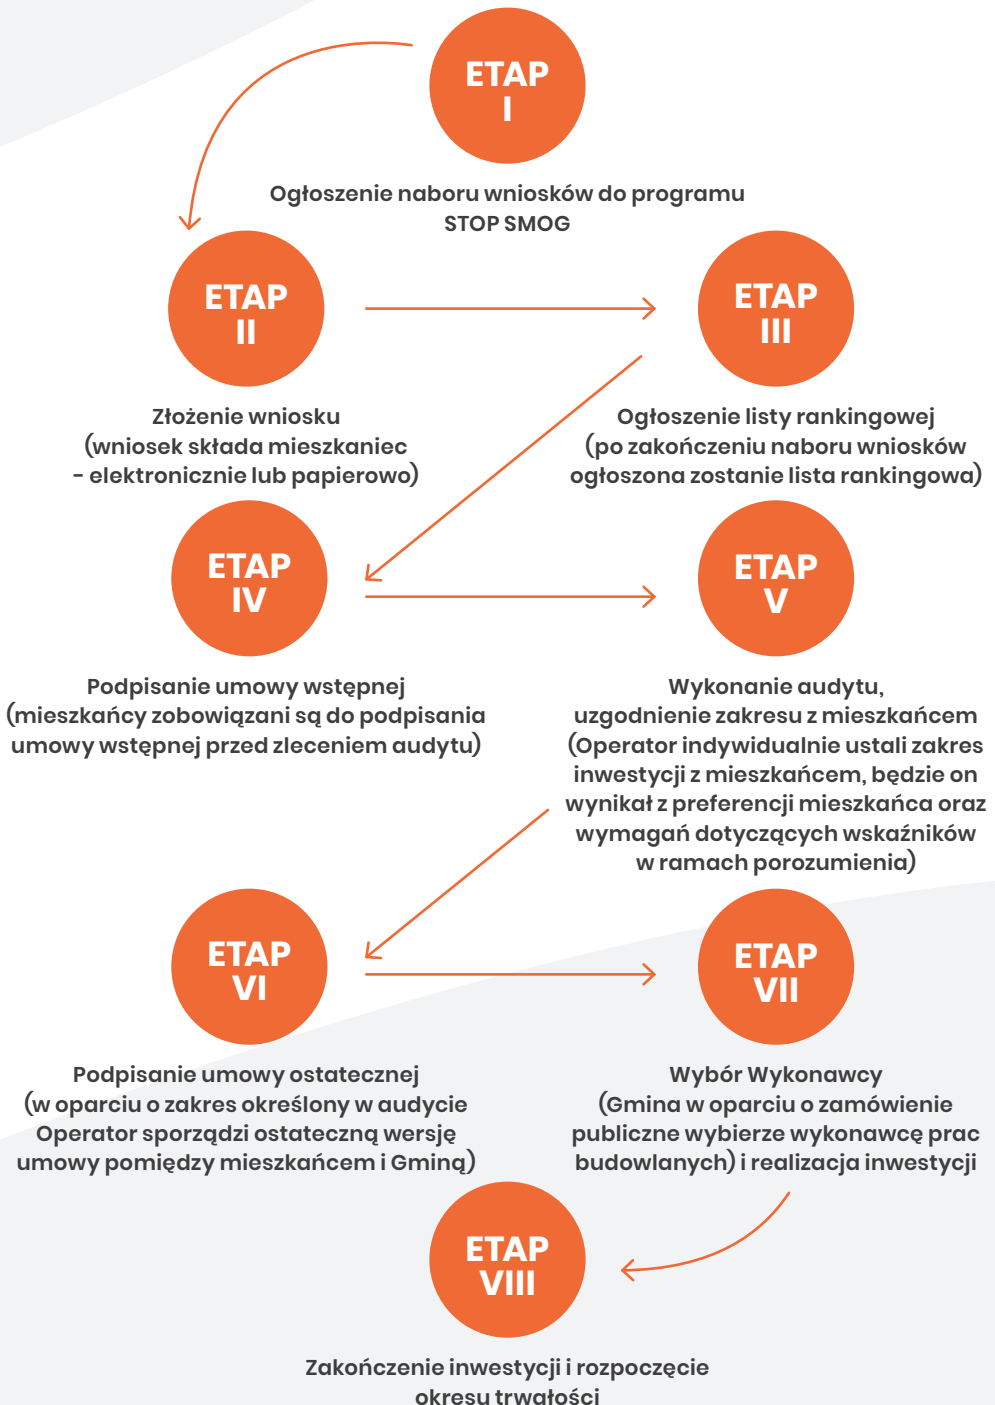 ETAP
I
Ogłoszenie naboru wniosków do programu
STOP SMOG
ETAP
II
Złożenie wniosku
(wniosek składa mieszkaniec
- elektronicznie lub papierowo)
ETAP
III
Ogłoszenie listy rankingowej
(po zakończeniu naboru wniosków
ogłoszona zostanie lista rankingowa)
ETAP
IV
Podpisanie umowy wstępnej
(mieszkańcy zobowiązani są do podpisania
umowy wstępnej przed zleceniem audytu)
ETAP
V
Wykonanie audytu,
uzgodnienie zakresu z mieszkańcem
(Operator indywidualnie ustali zakres
inwestycji z mieszkańcem, będzie on
wynikał z preferencji mieszkańca oraz
wymagań dotyczących wskaźników
w ramach porozumienia)
ETAP
VI
Podpisanie umowy ostatecznej
(w oparciu o zakres określony w audycie
Operator sporządzi ostateczną wersję
umowy pomiędzy mieszkańcem i Gminą)
ETAP
VII
Wybór Wykonawcy
(Gmina w oparciu o zamówienie
publiczne wybierze wykonawcę prac
budowlanych) i realizacja inwestycji
ETAP
VIII
Zakończenie inwestycji i rozpoczęcie
okresu trwałości